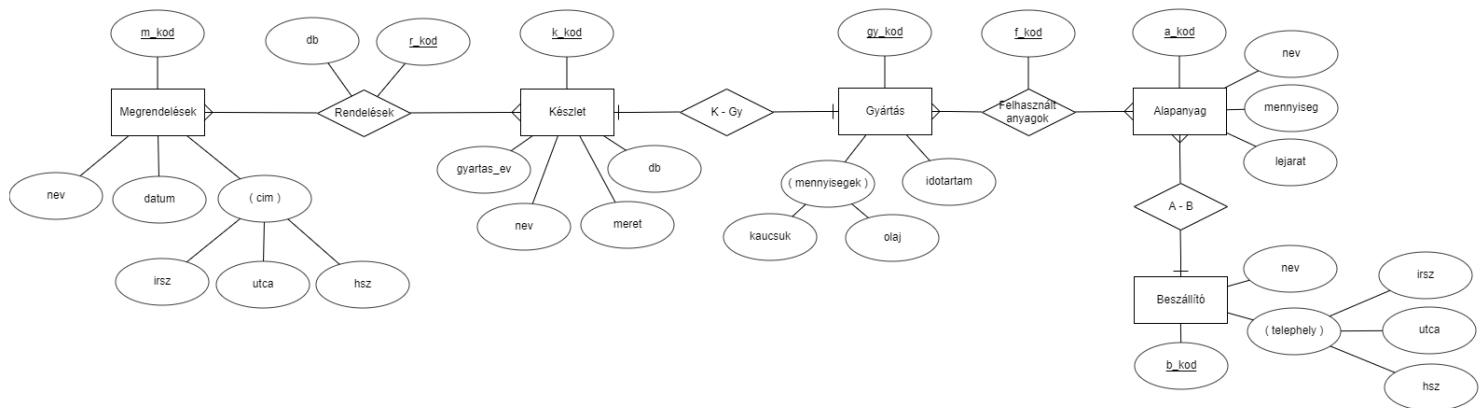 m_kod
db
r_kod
k_kod
gy_kod
f_kod
a_kod
nev
Megrendelések
Rendelések
Készlet
K - Gy
Gyártás
Felhasznált
anyagok
Alapanyag
mennyiseg
lejarat
nev
datum
( cim )
gyartas_ev
db
nev
meret
( mennyisegek )
idotartam
kaucsuk
olaj
irsz
utca
hsz
A - B
Beszállító
nev
( telephely )
irsz
utca
hsz
b_kod